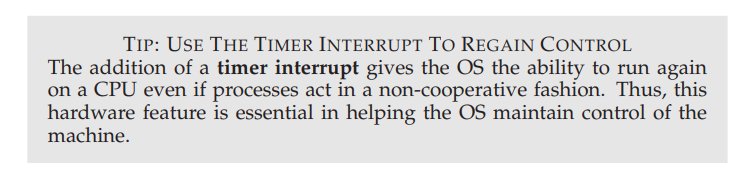 TIP: USE THE TIMER INTERRUPT TO REGAIN CONTROL
The addition of a timer interrupt gives the OS the ability to run again
on a CPU even if processes act in a non-cooperative fashion. Thus, this
hardware feature is essential in helping the OS maintain control of the
machine.